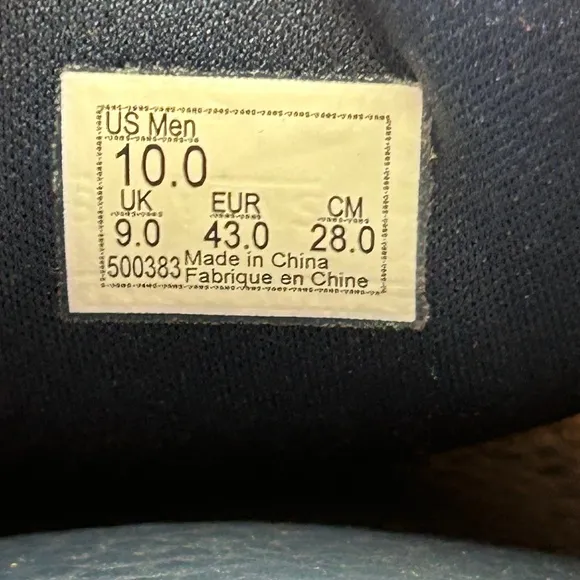 US Men
10.0
UK EUR CM
9.0 43.0 28.0
500383 Made in China
Fabrique en Chine